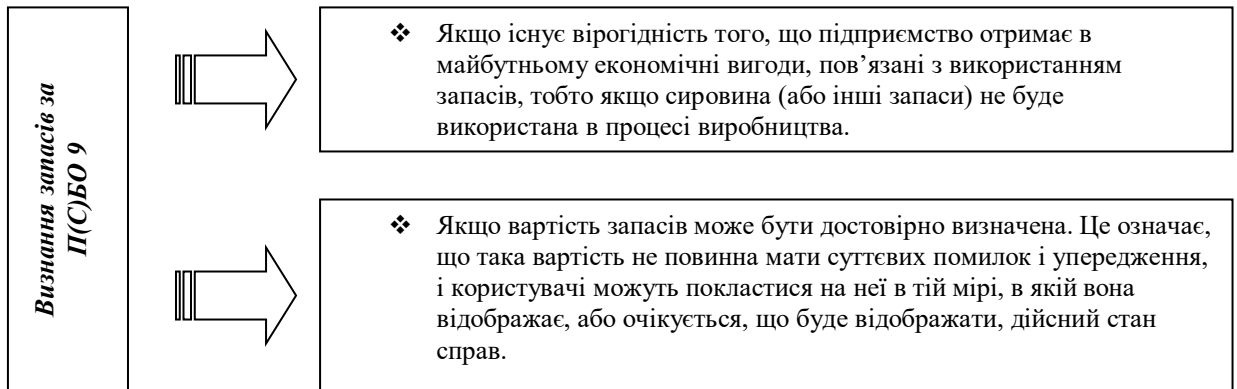 Визнання запасів за
П(С)БО 9
❖ Якщо існує вірогідність того, що підприємство отримає в
майбутньому економічні вигоди, пов’язані з використанням
запасів, тобто якщо сировина (або інші запаси) не буде
використана в процесі виробництва.
❖ Якщо вартість запасів може бути достовірно визначена. Це означає,
що така вартість не повинна мати суттєвих помилок і упередження,
і користувачі можуть покластися на неї в тій мірі, в якій вона
відображає, або очікується, що буде відображати, дійсний стан
справ.